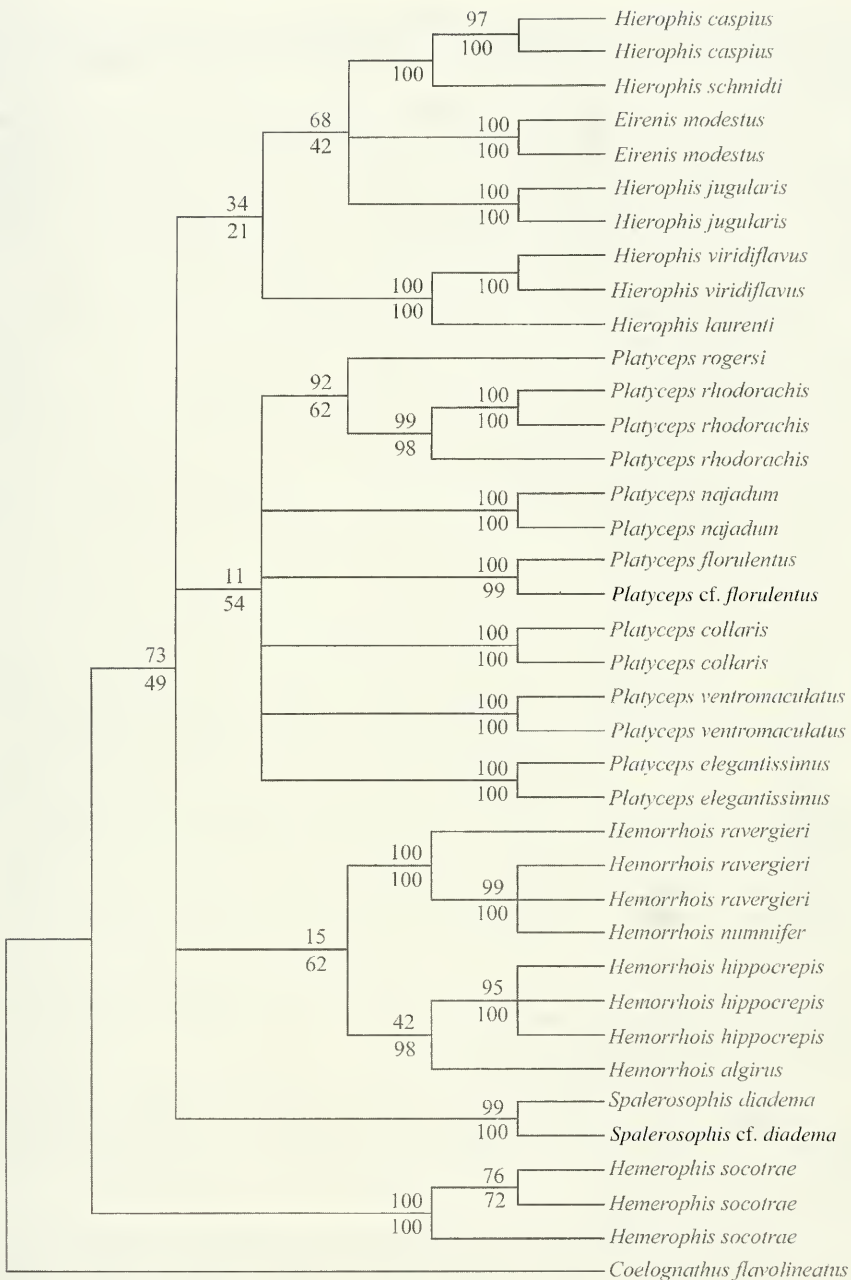 97
Hierophis caspius
Hierophis caspius
100
100
Hierophis schmidti
68
100
Eirenis modestus
42
100
Eirenis modestus
100
Hierophis jugularis
34
100
Hierophis jugularis
21
Hierophis viridiflavus
100
100
Hierophis viridiflavus
100
Hierophis laurenti
Platyceps rogersi
92
100
Platyceps rhodorachis
62
99
100
Platyceps rhodorachis
98
Platyceps rhodorachis
100
Platyceps najadum
100
Platyceps najadum
100
Platyceps florulentus
11
99
Platyceps cf. florulentus
54
100
Platyceps collaris
73
100
Platyceps collaris
49
100
Platyceps ventromaculatus
100
Platyceps ventromaculatus
100
Platyceps elegantissimus
100
Platyceps elegantissimus
Hemorrhois ravergieri
100
Hemorrhois ravergieri
100
99
Hemorrhois ravergieri
100
Hemorrhois nummifer
15
62
Hemorrhois hippocrepis
95
Hemorrhois hippocrepis
42
100
Hemorrhois hippocrepis
98
Hemorrhois algirus
99
Spalerosophis diadema
100
Spalerosophis cf. diadema
76
Hemerophis socotrae
100
72
Hemerophis socotrae
100
Hemerophis socotrae
Coelognathus flavolineatus